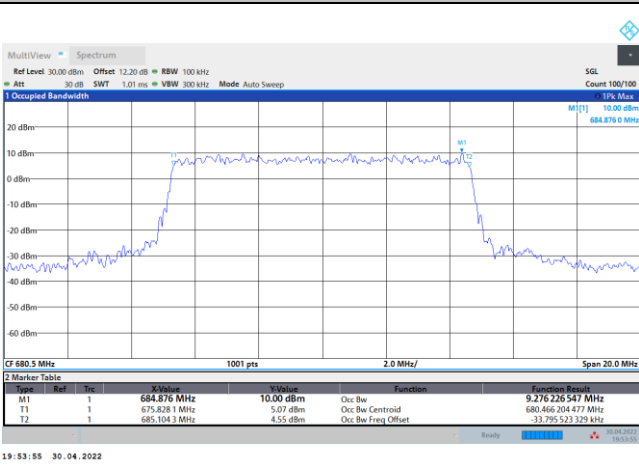 MultiView Spectrum
Ref Level 30.00 dBm Offset 12.20 dB RBW 100 kHz SGL
Att 30 dB SWT 1.01 ms VBW 300 kHz Mode Auto Sweep Count 100/100
1 Occupied Bandwidth 1Pk Max
M1[1] 10.00 dBm
684.876 0 MHz
20 dBm
M1
10 dBm
T1 T2
0 dBm
-10 dBm
-20 dBm
-30 dBm
-40 dBm
-50 dBm
-60 dBm
CF 680.5 MHz 1001 pts 2.0 MHz/ Span 20.0 MHz
2 Marker Table
Type Ref Trc X-Value Y-Value Function Function Result
M1 1 684.876 MHz 10.00 dBm Occ Bw 9.276 226 547 MHz
T1 1 675.828 1 MHz 5.07 dBm Occ Bw Centroid 680.466 204 477 MHz
T2 1 685.104 3 MHz 4.55 dBm Occ Bw Freq Offset -33.795 523 329 kHz
Ready 30.04.2022
19:53:55
19:53:55 30.04.2022